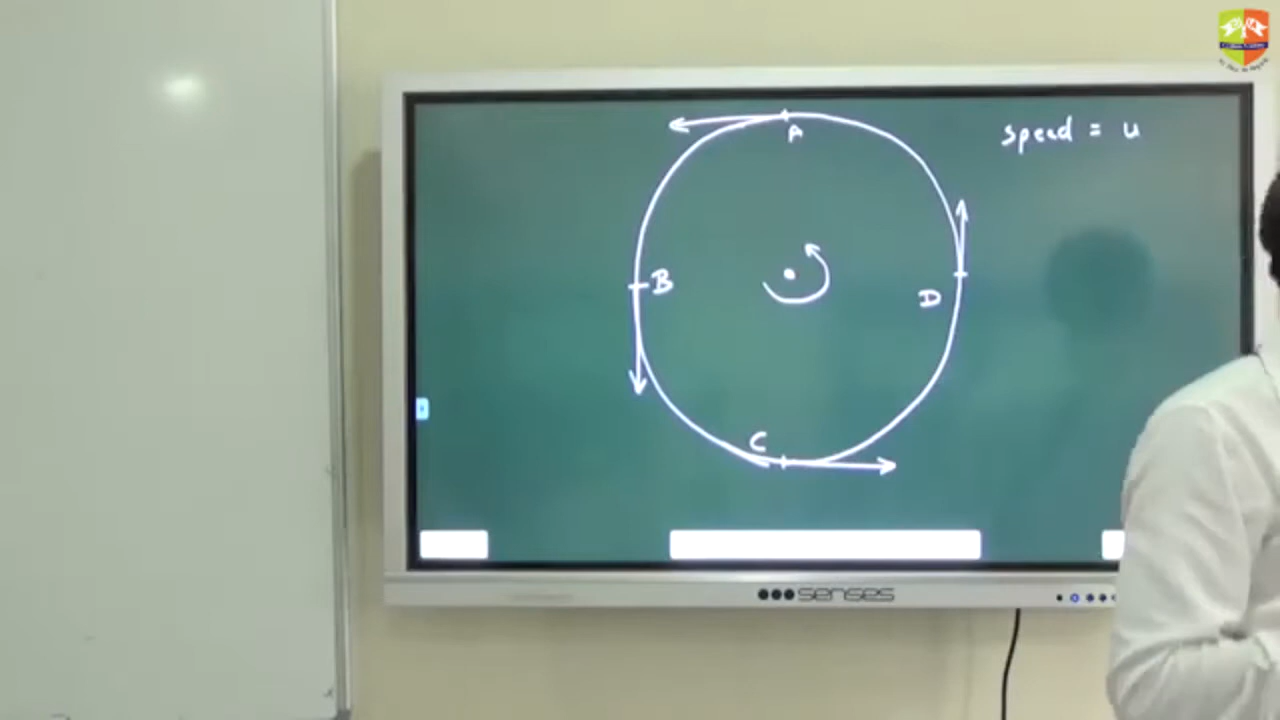 A
speed = u
B
D
C
senses